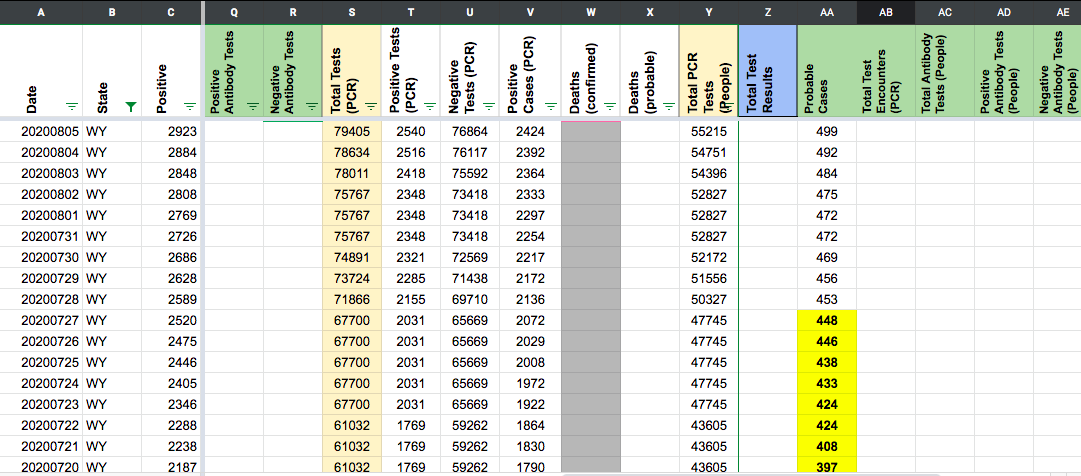 A B C Q R S T U V W X Y Z AA AB AC AD AE
Date State Positive Positive Antibody Tests Negative Antibody Tests Total Tests (PCR) Positive Tests (PCR) Negative Tests (PCR) Positive Cases (PCR) Deaths (confirmed) Deaths (probable) Total PCR Tests (People) Total Test Results Probable Cases Total Test Encounters (PCR) Total Antibody Tests (People) Positive Antibody Tests (People) Negative Antibody Tests (People)
20200805 WY 2923 79405 2540 76864 2424 55215 499
20200804 WY 2884 78634 2516 76117 2392 54751 492
20200803 WY 2848 78011 2418 75592 2364 54396 484
20200802 WY 2808 75767 2348 73418 2333 52827 475
20200801 WY 2769 75767 2348 73418 2297 52827 472
20200731 WY 2726 75767 2348 73418 2254 52827 472
20200730 WY 2686 74891 2321 72569 2217 52172 469
20200729 WY 2628 73724 2285 71438 2172 51556 456
20200728 WY 2589 71866 2155 69710 2136 50327 453
20200727 WY 2520 67700 2031 65669 2072 47745 448
20200726 WY 2475 67700 2031 65669 2029 47745 446
20200725 WY 2446 67700 2031 65669 2008 47745 438
20200724 WY 2405 67700 2031 65669 1972 47745 433
20200723 WY 2346 67700 2031 65669 1922 47745 424
20200722 WY 2288 61032 1769 59262 1864 43605 424
20200721 WY 2238 61032 1769 59262 1830 43605 408
20200720 WY 2187 61032 1769 59262 1790 43605 397